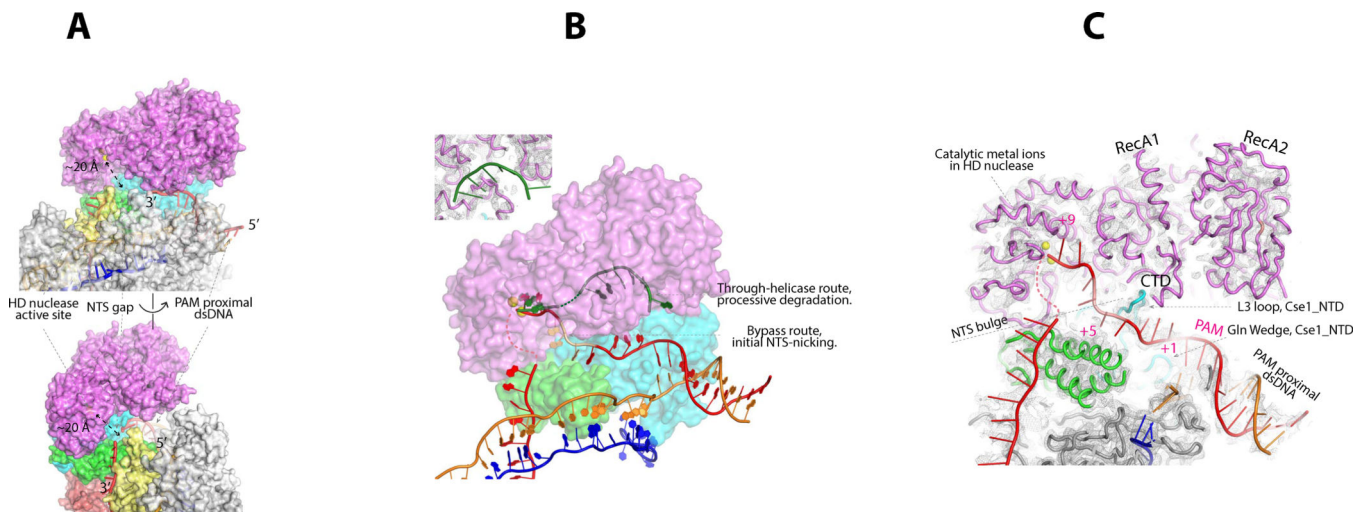 A
~20 Å
3′
5′
HD nuclease
active site
NTS gap
PAM proximal
dsDNA
~20 Å
5′
3′
B
Through-helicase route,
processive degradation.
Bypass route,
initial NTS-nicking.
C
RecA1
RecA2
Catalytic metal ions
in HD nuclease
+9
CTD
L3 loop, Cse1_NTD
NTS bulge
+5
PAM
Gln Wedge, Cse1_NTD
+1
PAM proximal
dsDNA